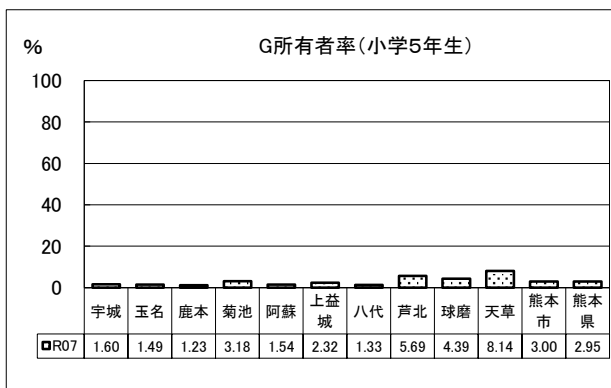 G所有者率(小学5年生)
%
100
80
60
40
20
0
宇城 玉名 鹿本 菊池 阿蘇 上益城 八代 芦北 球磨 天草 熊本市 熊本県
R07 1.60 1.49 1.23 3.18 1.54 2.32 1.33 5.69 4.39 8.14 3.00 2.95